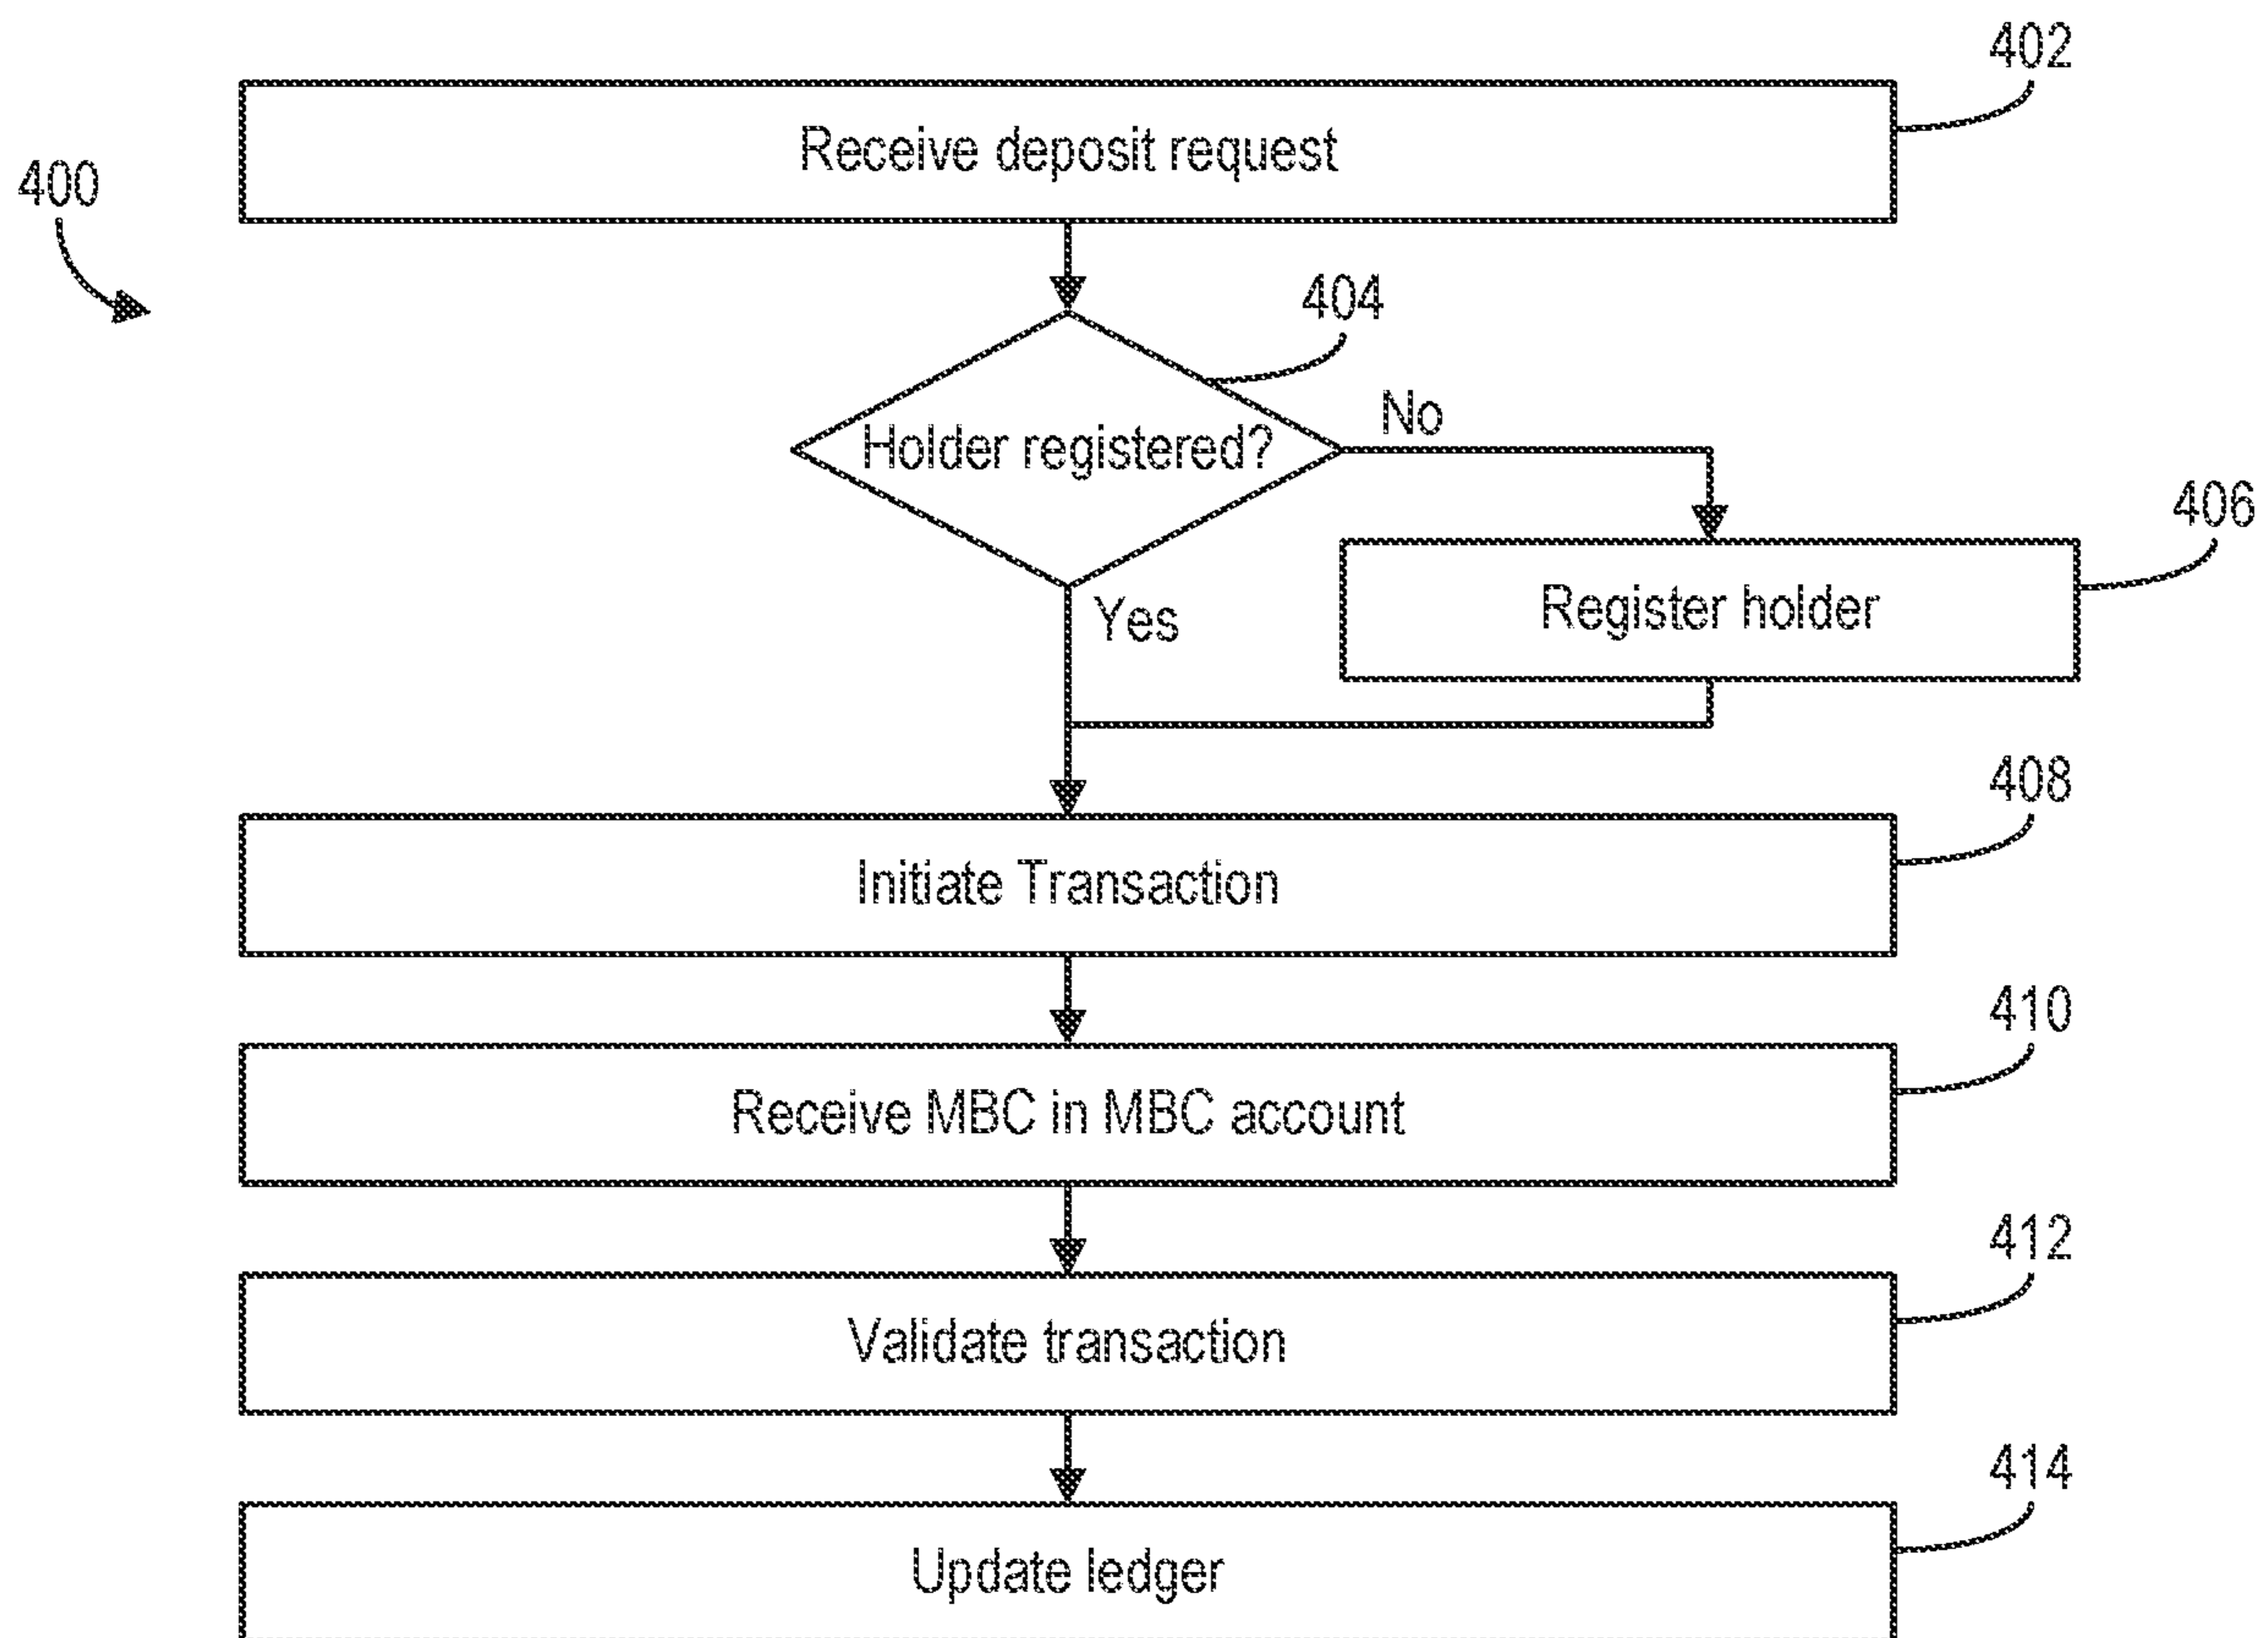 402
Receive deposit request
400
404
No
Holder registered?
406
Register holder
Yes
408
Initiate Transaction
410
Receive MBC in MBC account
412
Validate transaction
414
Update ledger